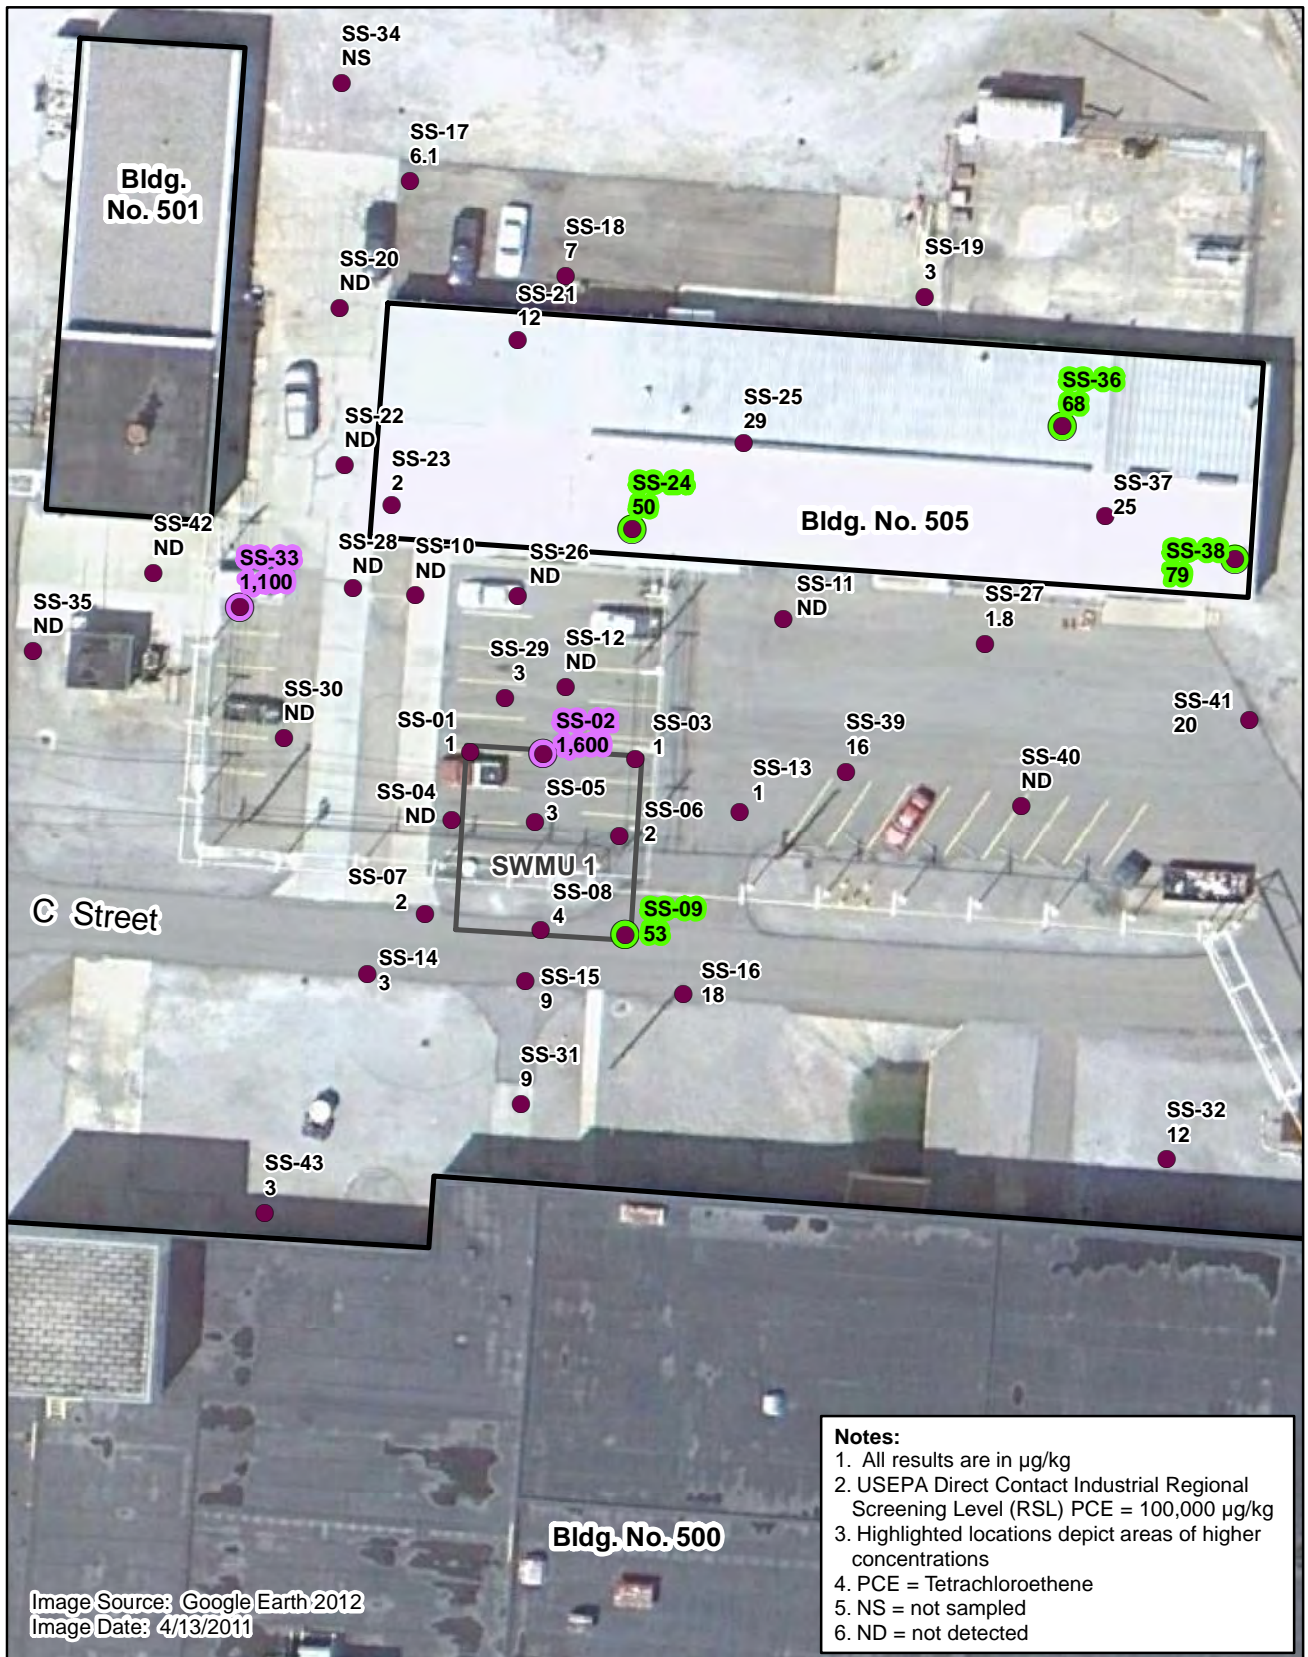 SS-34
NS
SS-17
6.1
Bldg.
No. 501
SS-18
7
SS-19
3
SS-20
ND
SS-21
12
SS-36
68
SS-25
29
SS-22
ND
SS-23
2
SS-24
50
SS-37
25
Bldg. No. 505
SS-42
ND
SS-38
79
SS-33
1,100
SS-28
ND
SS-10
ND
SS-26
ND
SS-11
ND
SS-27
1.8
SS-35
ND
SS-29
3
SS-12
ND
SS-30
ND
SS-01
1
SS-02
1,600
SS-03
1
SS-41
20
SS-39
16
SS-40
ND
SS-13
1
SS-04
ND
SS-05
3
SS-06
2
SWMU 1
SS-07
2
SS-08
4
SS-09
53
C Street
SS-14
3
SS-15
9
SS-16
18
SS-31
9
SS-32
12
SS-43
3
Bldg. No. 500
Notes:
1. All results are in µg/kg
2. USEPA Direct Contact Industrial Regional
Screening Level (RSL) PCE = 100,000 µg/kg
3. Highlighted locations depict areas of higher
concentrations
4. PCE = Tetrachloroethene
5. NS = not sampled
6. ND = not detected
Image Source: Google Earth 2012
Image Date: 4/13/2011